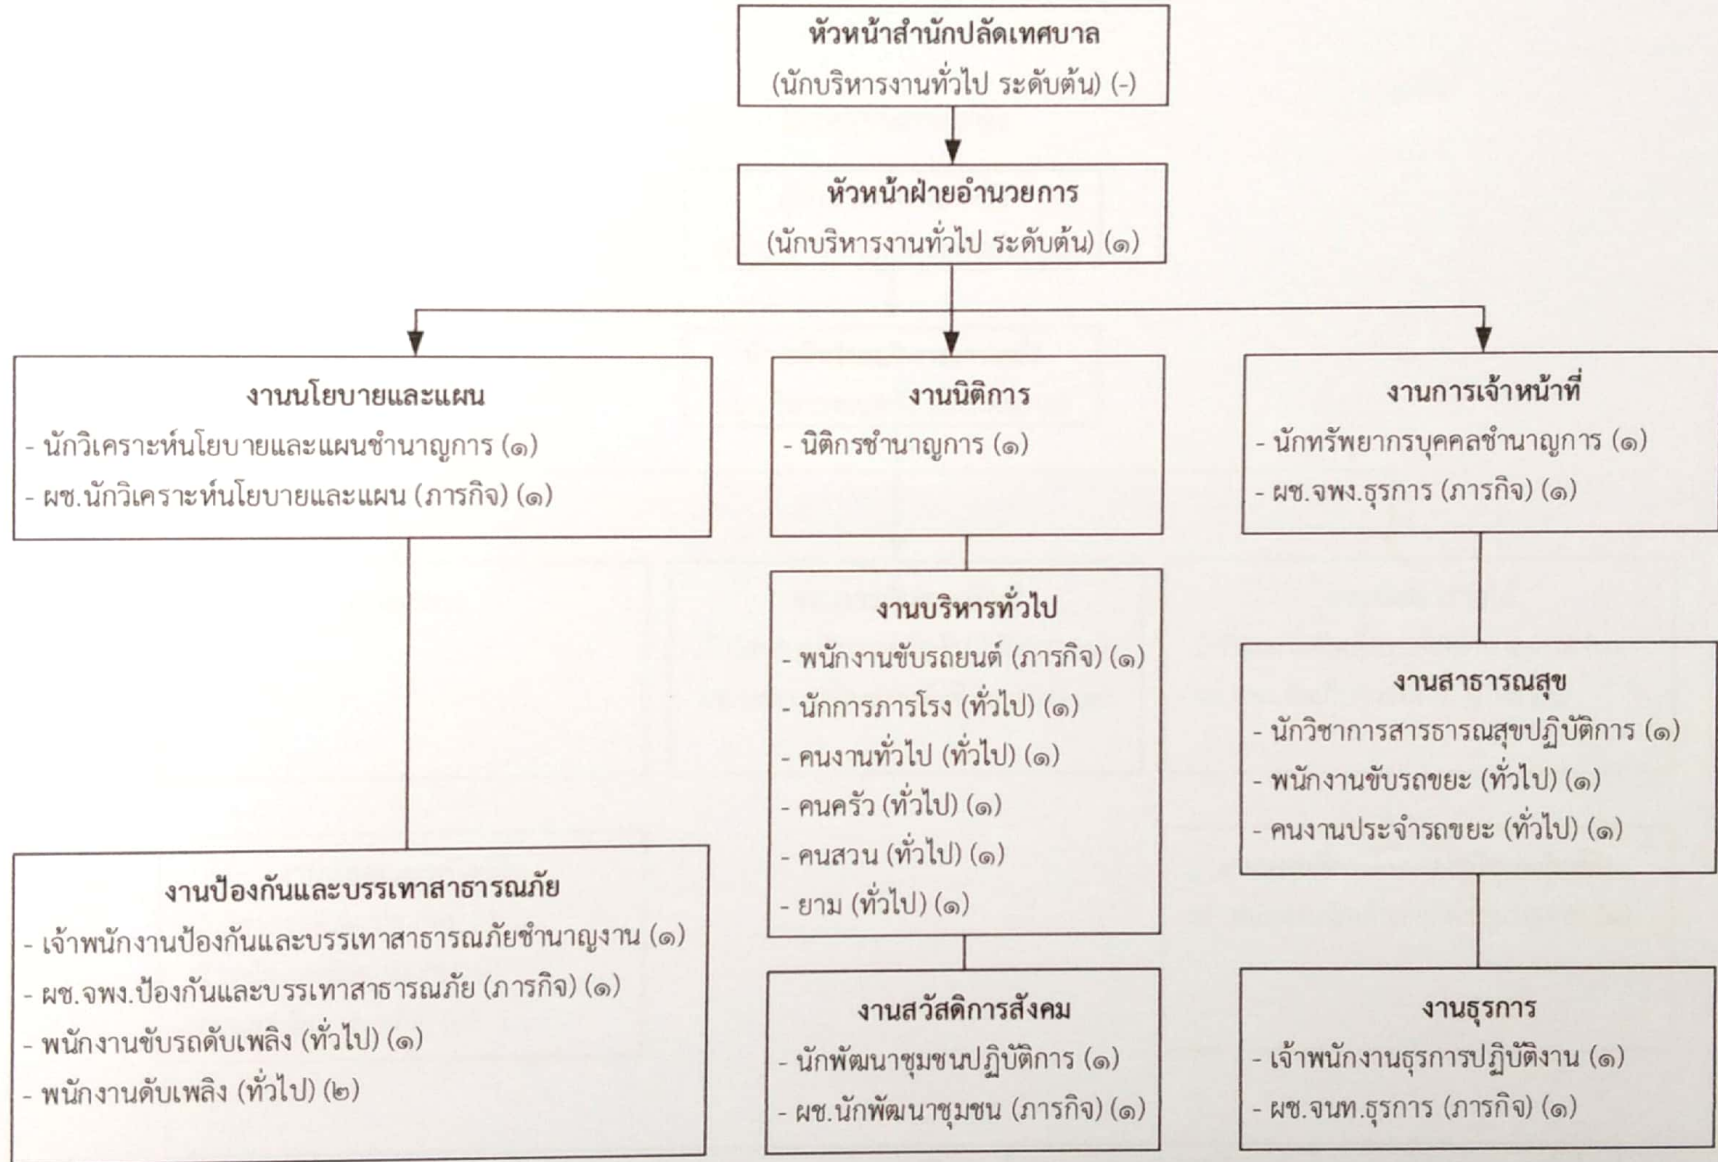 หัวหน้าสำนักปลัดเทศบาล
(นักบริหารงานทั่วไป ระดับต้น) (-)
หัวหน้าฝ่ายอำนวยการ
(นักบริหารงานทั่วไป ระดับต้น) (๑)
งานนโยบายและแผน
- นักวิเคราะห์นโยบายและแผนชำนาญการ (๑)
- ผช.นักวิเคราะห์นโยบายและแผน (ภารกิจ) (๑)
งานนิติการ
- นิติกรชำนาญการ (๑)
งานการเจ้าหน้าที่
- นักทรัพยากรบุคคลชำนาญการ (๑)
- ผช.จพง.ธุรการ (ภารกิจ) (๑)
งานบริหารทั่วไป
- พนักงานขับรถยนต์ (ภารกิจ) (๑)
- นักการภารโรง (ทั่วไป) (๑)
- คนงานทั่วไป (ทั่วไป) (๑)
- คนครัว (ทั่วไป) (๑)
- คนสวน (ทั่วไป) (๑)
- ยาม (ทั่วไป) (๑)
งานสาธารณสุข
- นักวิชาการสารธารณสุขปฏิบัติการ (๑)
- พนักงานขับรถขยะ (ทั่วไป) (๑)
- คนงานประจำรถขยะ (ทั่วไป) (๑)
งานป้องกันและบรรเทาสาธารณภัย
- เจ้าพนักงานป้องกันและบรรเทาสาธารณภัยชำนาญงาน (๑)
- ผช.จพง.ป้องกันและบรรเทาสาธารณภัย (ภารกิจ) (๑)
- พนักงานขับรถดับเพลิง (ทั่วไป) (๑)
- พนักงานดับเพลิง (ทั่วไป) (๒)
งานสวัสดิการสังคม
- นักพัฒนาชุมชนปฏิบัติการ (๑)
- ผช.นักพัฒนาชุมชน (ภารกิจ) (๑)
งานธุรการ
- เจ้าพนักงานธุรการปฏิบัติงาน (๑)
- ผช.จนท.ธุรการ (ภารกิจ) (๑)